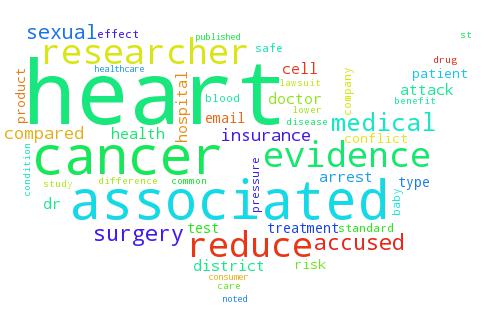 sexual effect published st
researcher safe
healthcare drug
heart cell patient
product hospital lawsuit company
blood doctor attack
email lower benefit
compared health disease
insurance medical
cancer conflict
evidence
condition study difference common pressure arrest type
associated baby
dr surgery test treatment standard
reduce accused
district risk
consumer
care
noted